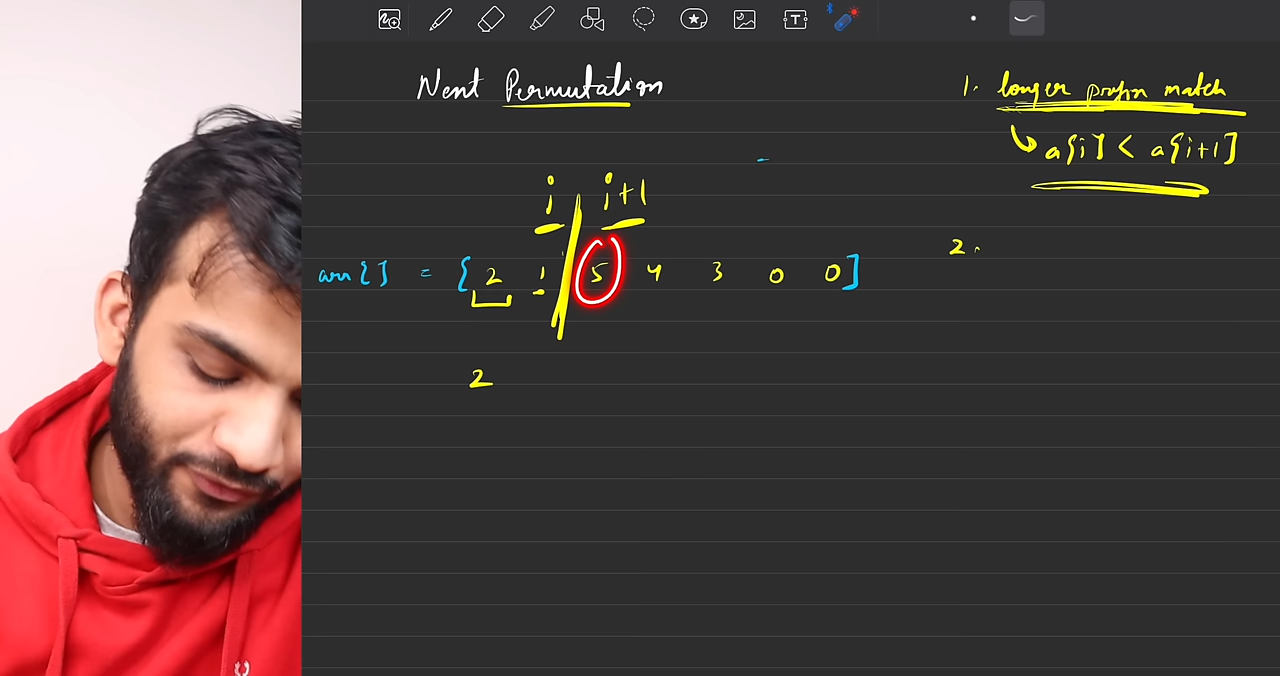 Next Permutation
1. longer prefix match
a[i] < a[i+1]
i i+1
arr[] = [2 1 5 4 3 0 0]
2.
2